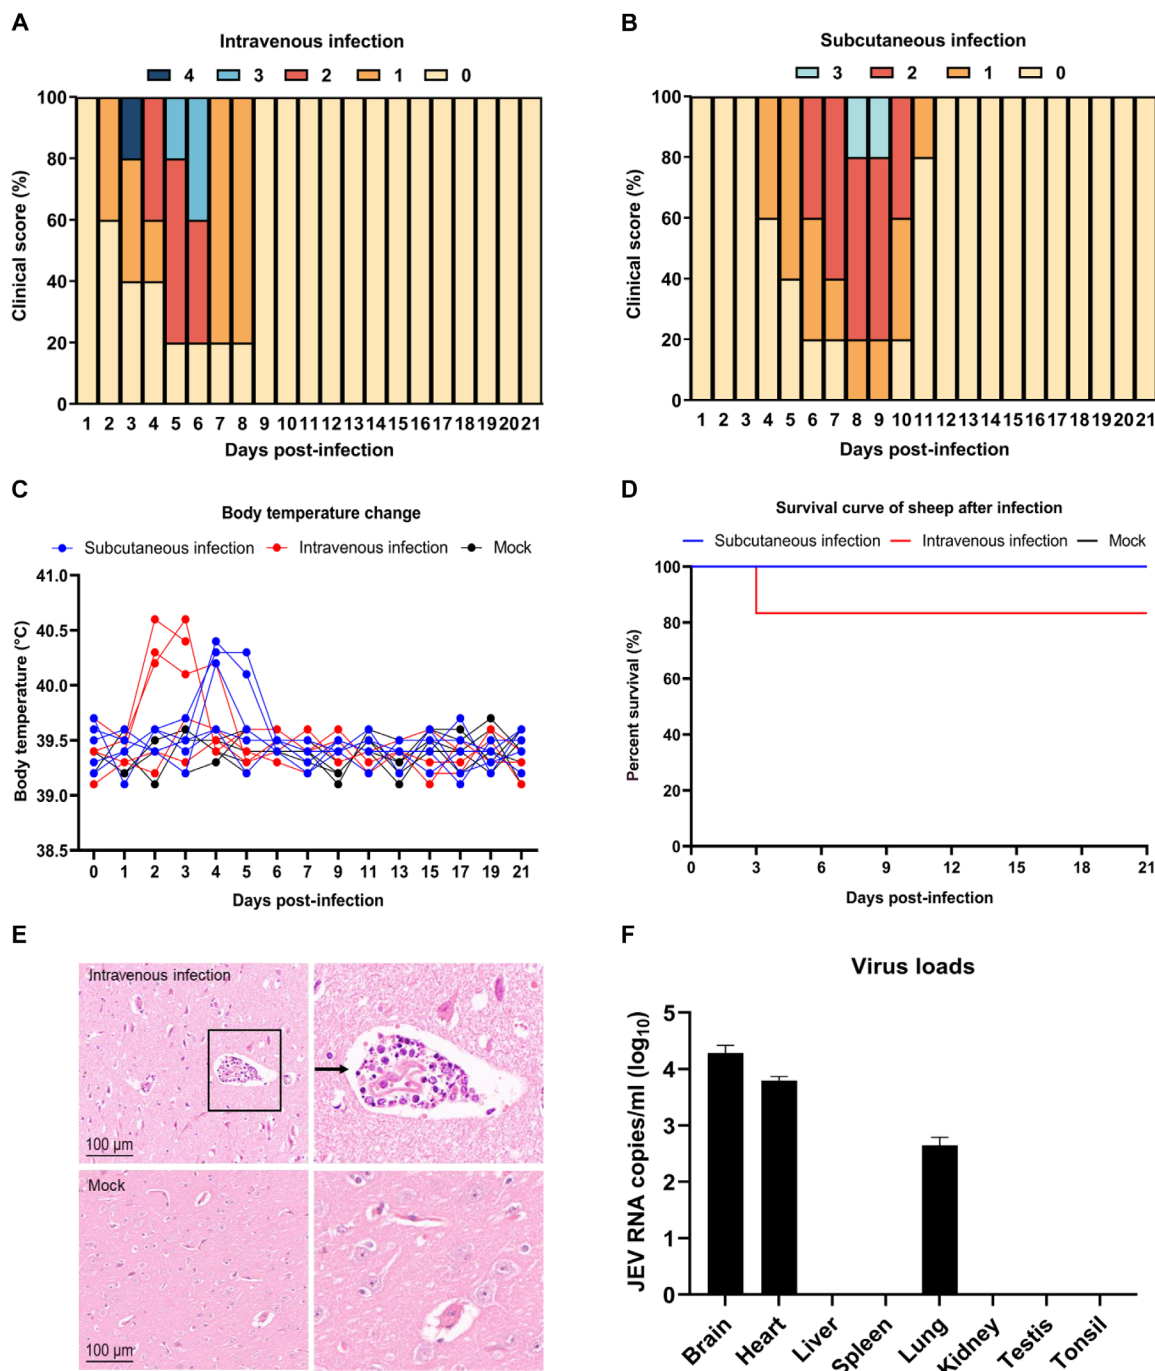 A
Intravenous infection
4 3 2 1 0
Clinical score (%)
100
80
60
40
20
0
1 2 3 4 5 6 7 8 9 10 11 12 13 14 15 16 17 18 19 20 21
Days post-infection
B
Subcutaneous infection
3 2 1 0
Clinical score (%)
100
80
60
40
20
0
1 2 3 4 5 6 7 8 9 10 11 12 13 14 15 16 17 18 19 20 21
Days post-infection
C
Body temperature change
Subcutaneous infection Intravenous infection Mock
Body temperature (°C)
41.0
40.5
40.0
39.5
39.0
38.5
0 1 2 3 4 5 6 7 9 11 13 15 17 19 21
Days post-infection
D
Survival curve of sheep after infection
Subcutaneous infection Intravenous infection Mock
Percent survival (%)
100
80
60
40
20
0
0 3 6 9 12 15 18 21
Days post-infection
E
Intravenous infection
100 µm
Mock
100 µm
F
Virus loads
JEV RNA copies/ml (log10)
5
4
3
2
1
0
Brain Heart Liver Spleen Lung Kidney Testis Tonsil